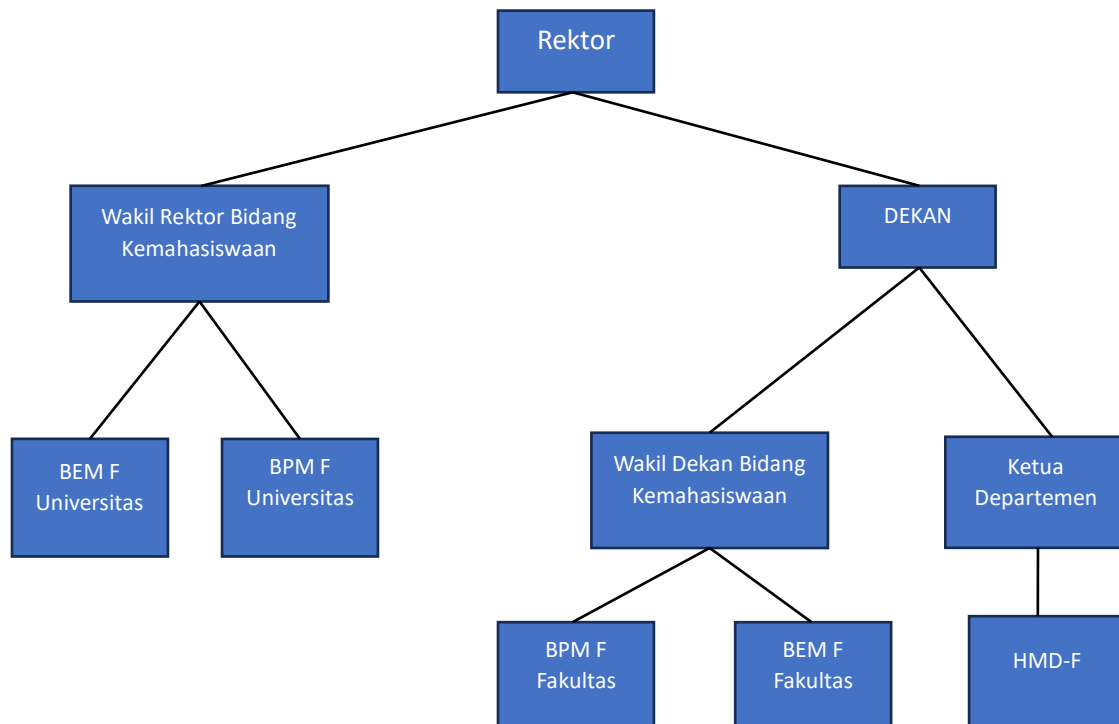 Rektor
Wakil Rektor Bidang
Kemahasiswaan
DEKAN
BEM F
Universitas
BPM F
Universitas
Wakil Dekan Bidang
Kemahasiswaan
Ketua
Departemen
BPM F
Fakultas
BEM F
Fakultas
HMD-F